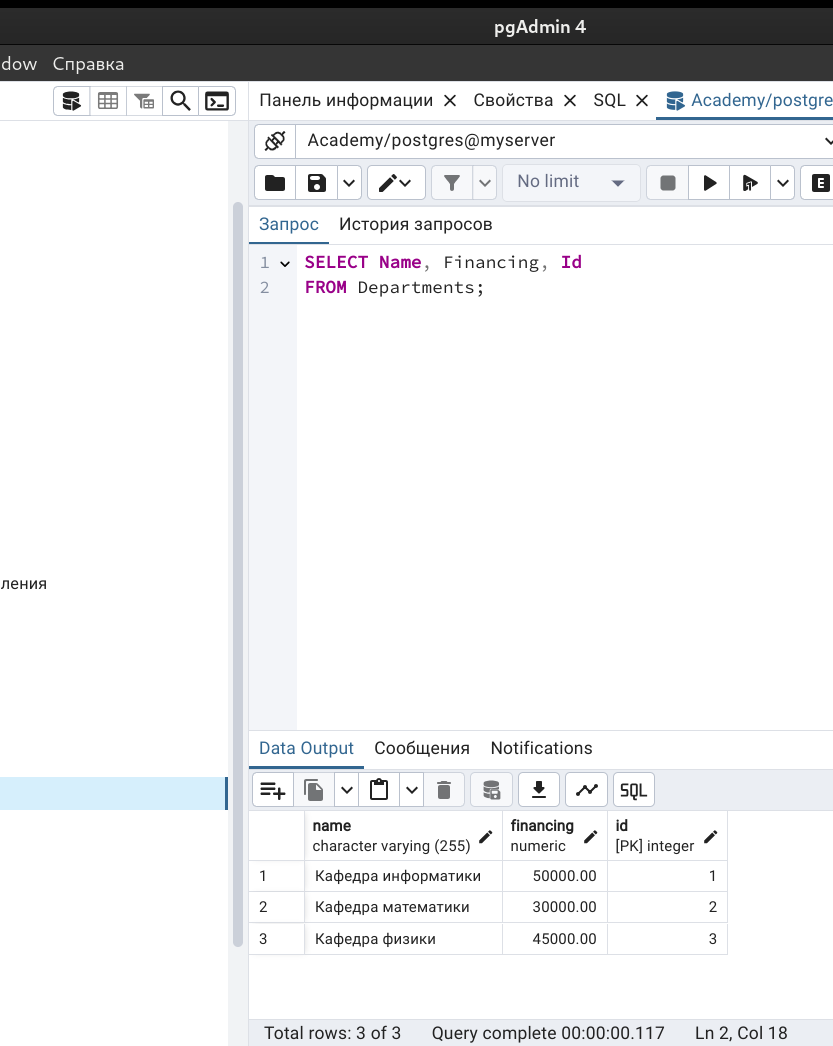 pgAdmin 4
dow Справка
Панель информации Свойства SQL Academy/postgre
Academy/postgres@myserver
No limit
E
Запрос История запросов
1 SELECT Name, Financing, Id
2 FROM Departments;
ления
Data Output Сообщения Notifications
SQL
name financing id
character varying (255) numeric [PK] integer
1 Кафедра информатики 50000.00 1
2 Кафедра математики 30000.00 2
3 Кафедра физики 45000.00 3
Total rows: 3 of 3 Query complete 00:00:00.117 Ln 2, Col 18